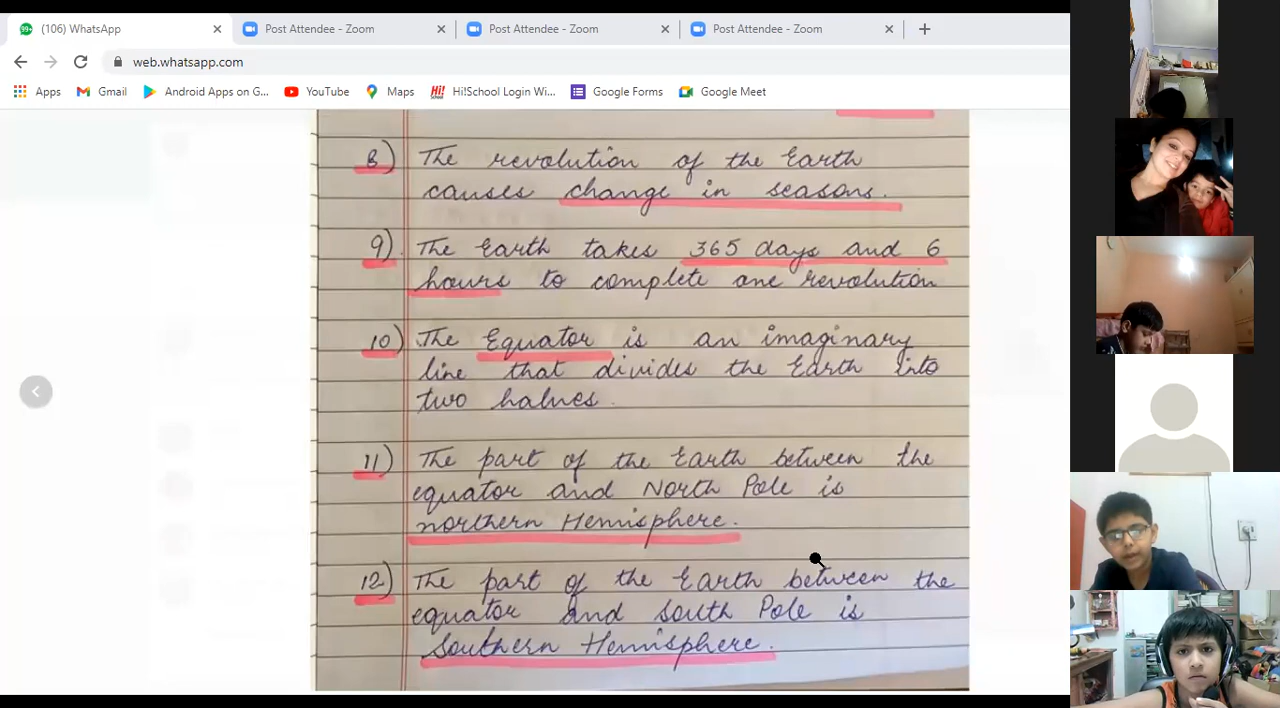 99+ (106) WhatsApp
Post Attendee - Zoom
Post Attendee - Zoom
Post Attendee - Zoom
web.whatsapp.com
Apps
Gmail
Android Apps on G...
YouTube
Maps
Hi! Hi!School Login Wi...
Google Forms
Google Meet
8) The revolution of the Earth
causes change in seasons.
9) The Earth takes 365 days and 6
hours to complete one revolution
10) The Equator is an imaginary
line that divides the Earth into
two halves.
11) The part of the Earth between the
equator and North Pole is
northern Hemisphere.
12) The part of the Earth between the
equator and south Pole is
southern Hemisphere.